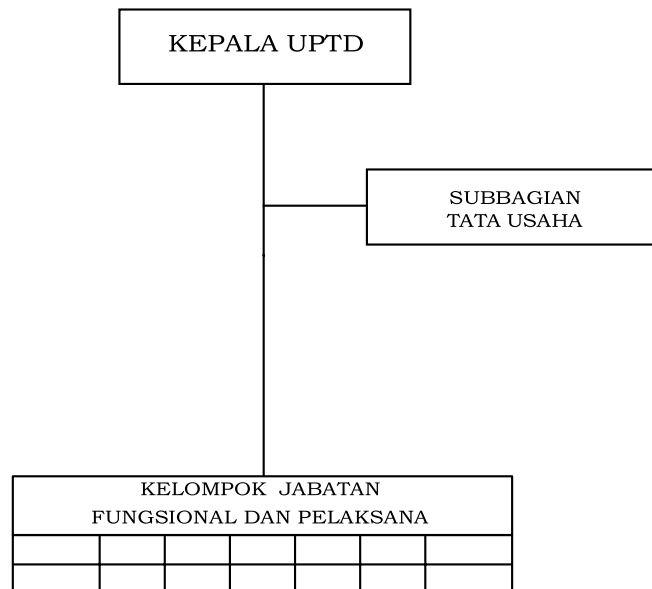 KEPALA UPTD
SUBBAGIAN
TATA USAHA
KELOMPOK JABATAN
FUNGSIONAL DAN PELAKSANA